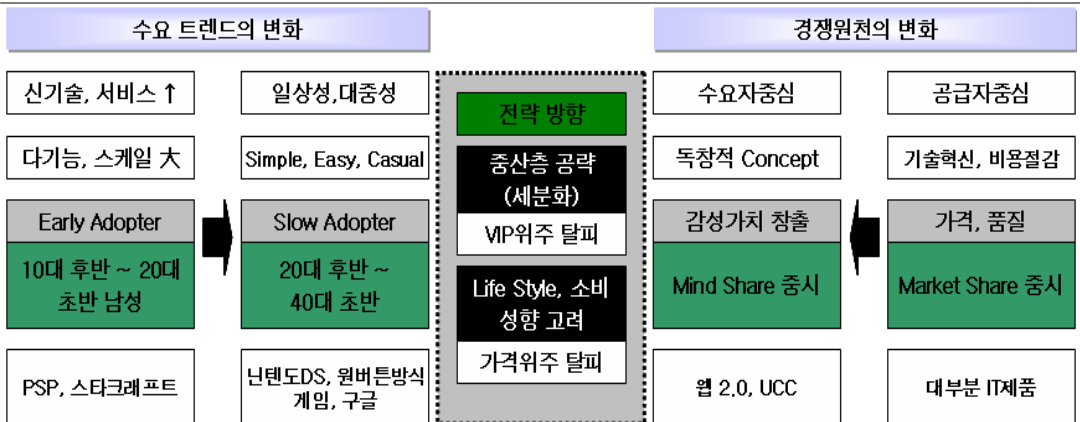 수요 트렌드의 변화
경쟁원천의 변화
신기술, 서비스 ↑
일상성,대중성
전략 방향
수요자중심
공급자중심
다기능, 스케일 大
Simple, Easy, Casual
중산층 공략
(세분화)
VIP위주 탈피
독창적 Concept
기술혁신, 비용절감
Early Adopter
Slow Adopter
감성가치 창출
가격, 품질
10대 후반 ~ 20대
초반 남성
20대 후반 ~
40대 초반
Life Style, 소비
성향 고려
가격위주 탈피
Mind Share 중시
Market Share 중시
PSP, 스타크래프트
닌텐도DS, 원버튼방식
게임, 구글
웹 2.0, UCC
대부분 IT제품